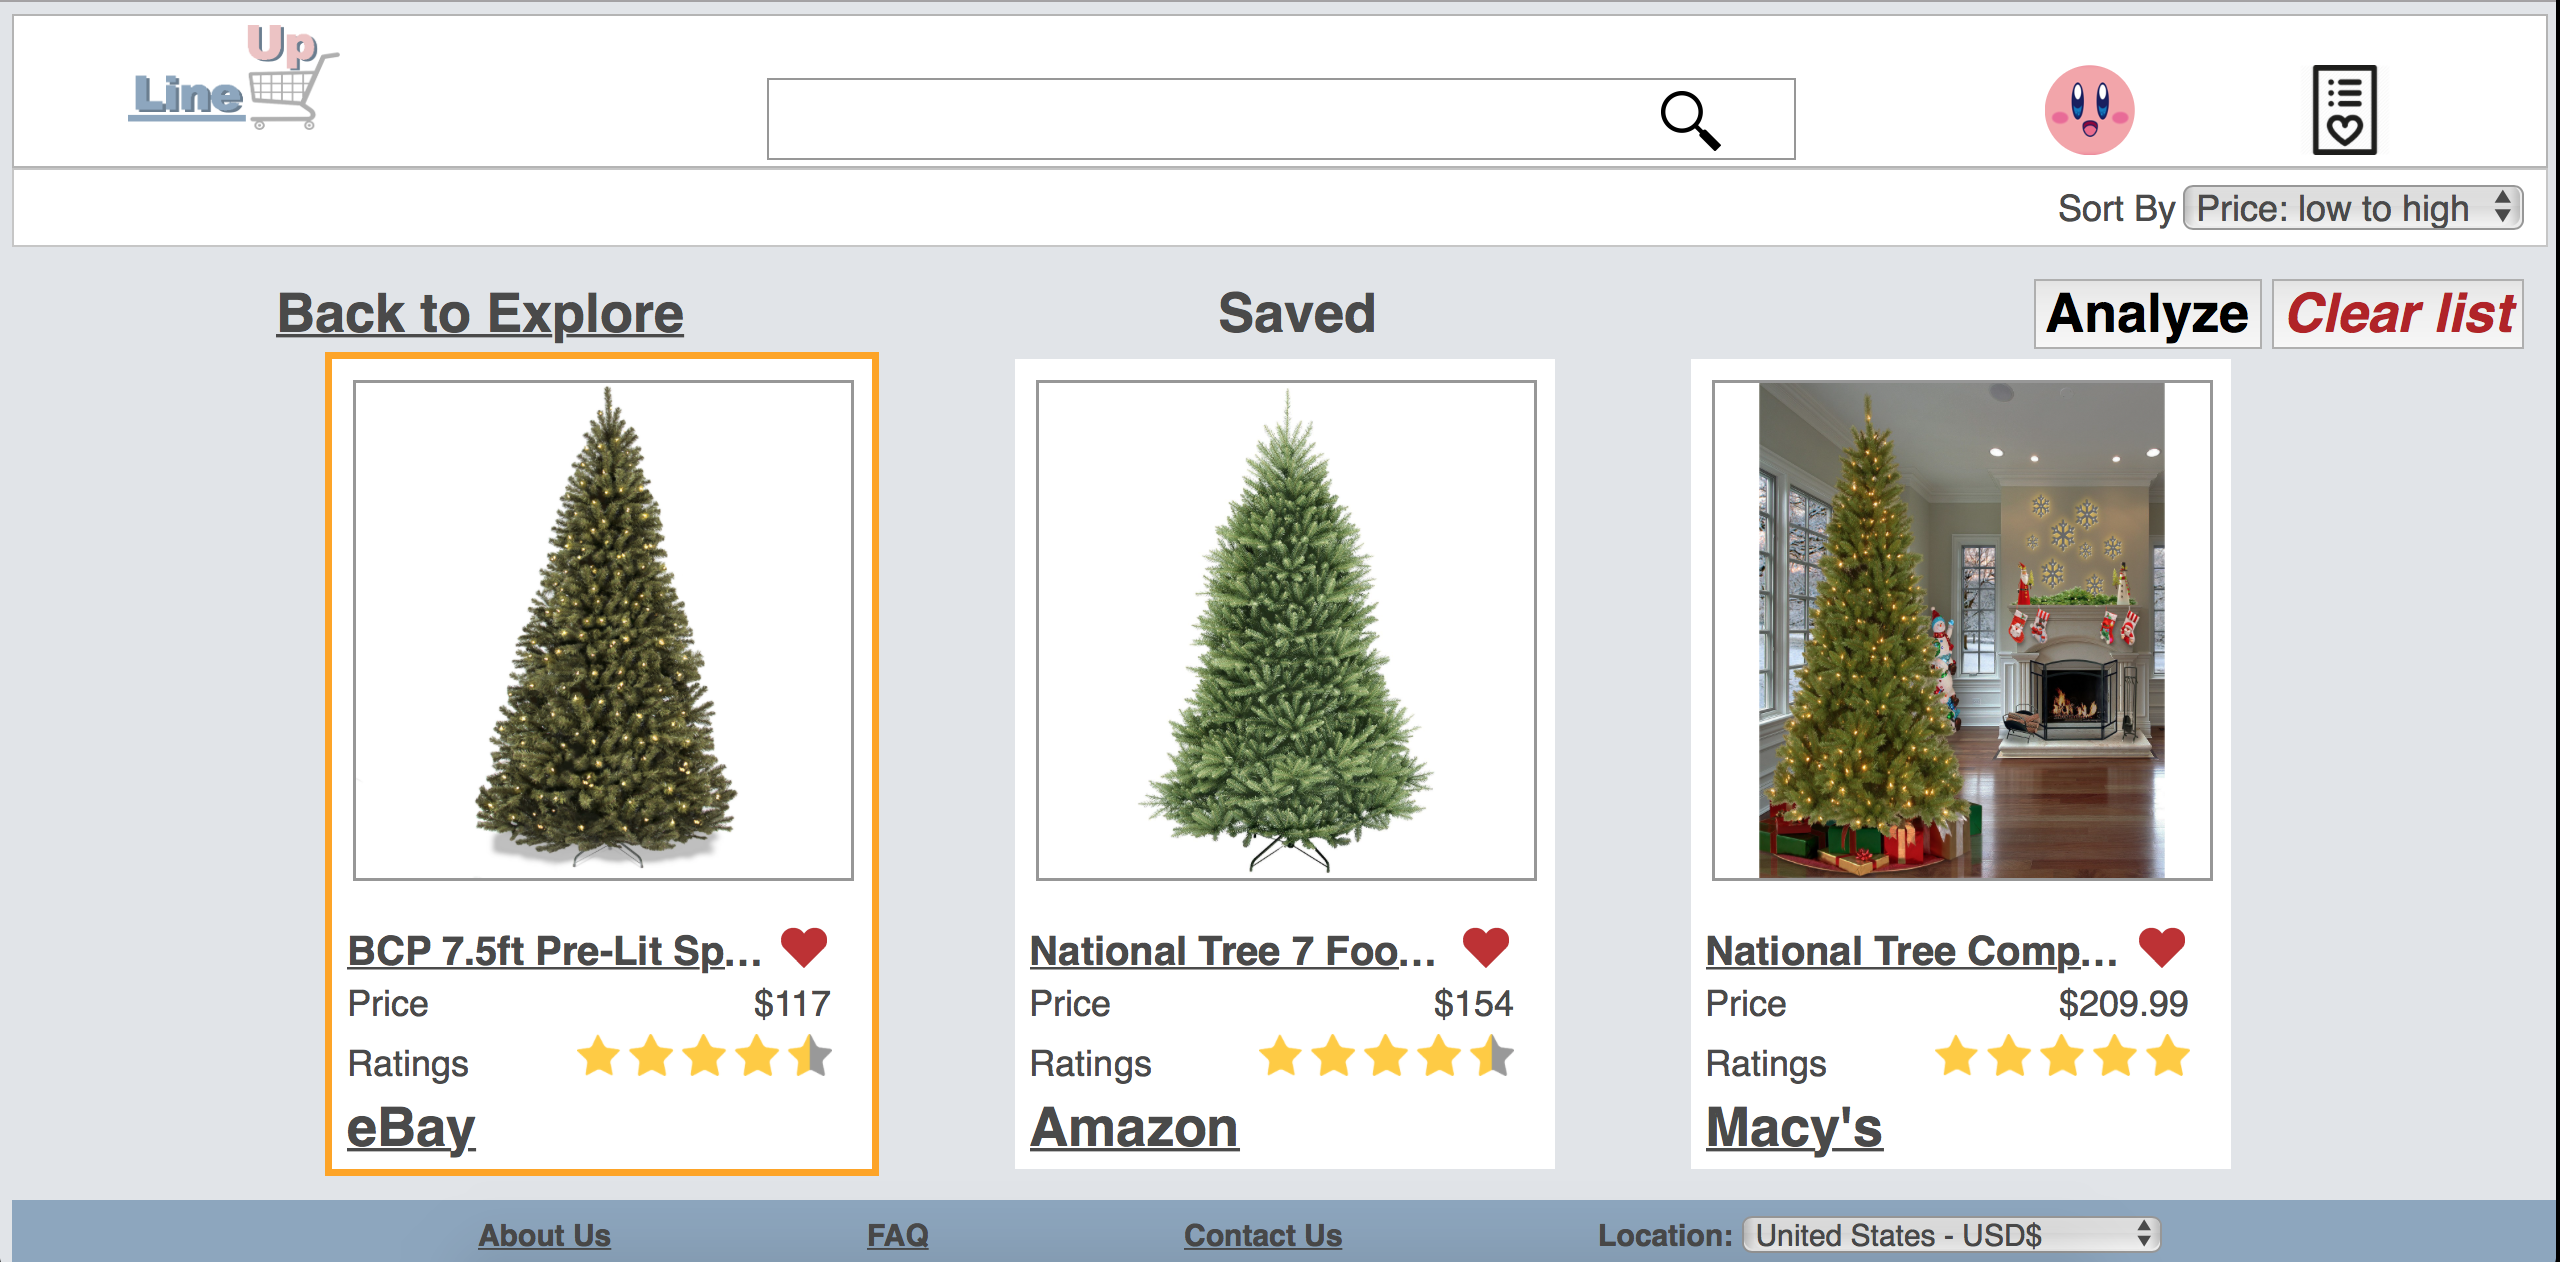 Up
Line
Sort By Price: low to high
Back to Explore
Saved
Analyze
Clear list
BCP 7.5ft Pre-Lit Sp...
Price $117
Ratings
eBay
National Tree 7 Foo...
Price $154
Ratings
Amazon
National Tree Comp...
Price $209.99
Ratings
Macy's
About Us
FAQ
Contact Us
Location: United States - USD$